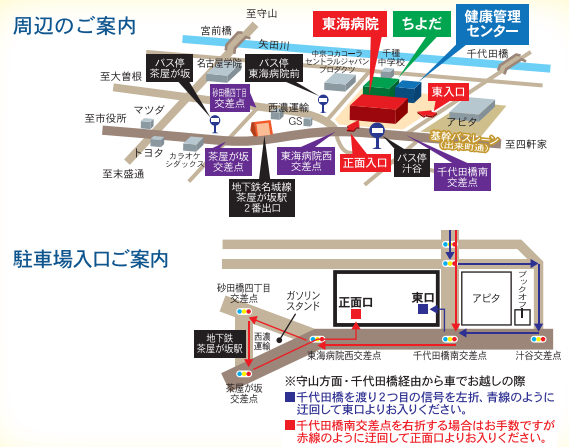 周辺のご案内
至守山
宮前橋
矢田川
東海病院
ちよだ
健康管理
センター
バス停
茶屋が坂
名古屋学院
バス停
東海病院前
中京コカコーラ
セントラルジャパン
プロダクツ
千種
中学校
千代田橋
至大曽根
砂田橋四丁目
交差点
東入口
マツダ
西濃運輸
GS
アピタ
至市役所
基幹バスレーン
(出来町通)
至四軒家
トヨタ
カラオケ
シダックス
茶屋が坂
交差点
東海病院西
交差点
正面入口
バス停
汁谷
千代田橋南
交差点
至末盛通
地下鉄名城線
茶屋が坂駅
2番出口
駐車場入口ご案内
砂田橋四丁目
交差点
ガソリン
スタンド
正面口
東口
アピタ
ブックオフ
地下鉄
茶屋が坂駅
西濃
運輸
東海病院西交差点
千代田橋南交差点
汁谷交差点
茶屋が坂
交差点
※守山方面・千代田橋経由から車でお越しの際
■千代田橋を渡り2つ目の信号を左折、青線のように
迂回して東口よりお入りください。
■千代田橋南交差点を右折する場合はお手数ですが
赤線のように迂回して正面口よりお入りください。